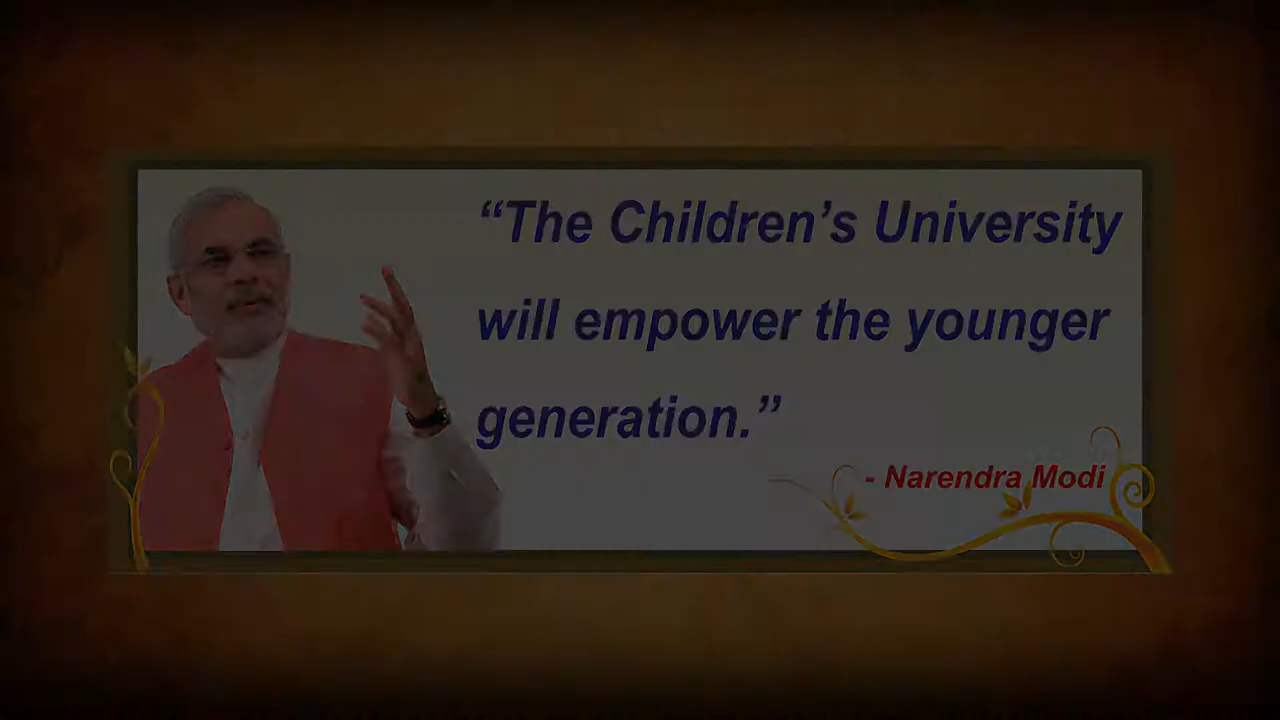 “The Children’s University
will empower the younger
generation.”
- Narendra Modi